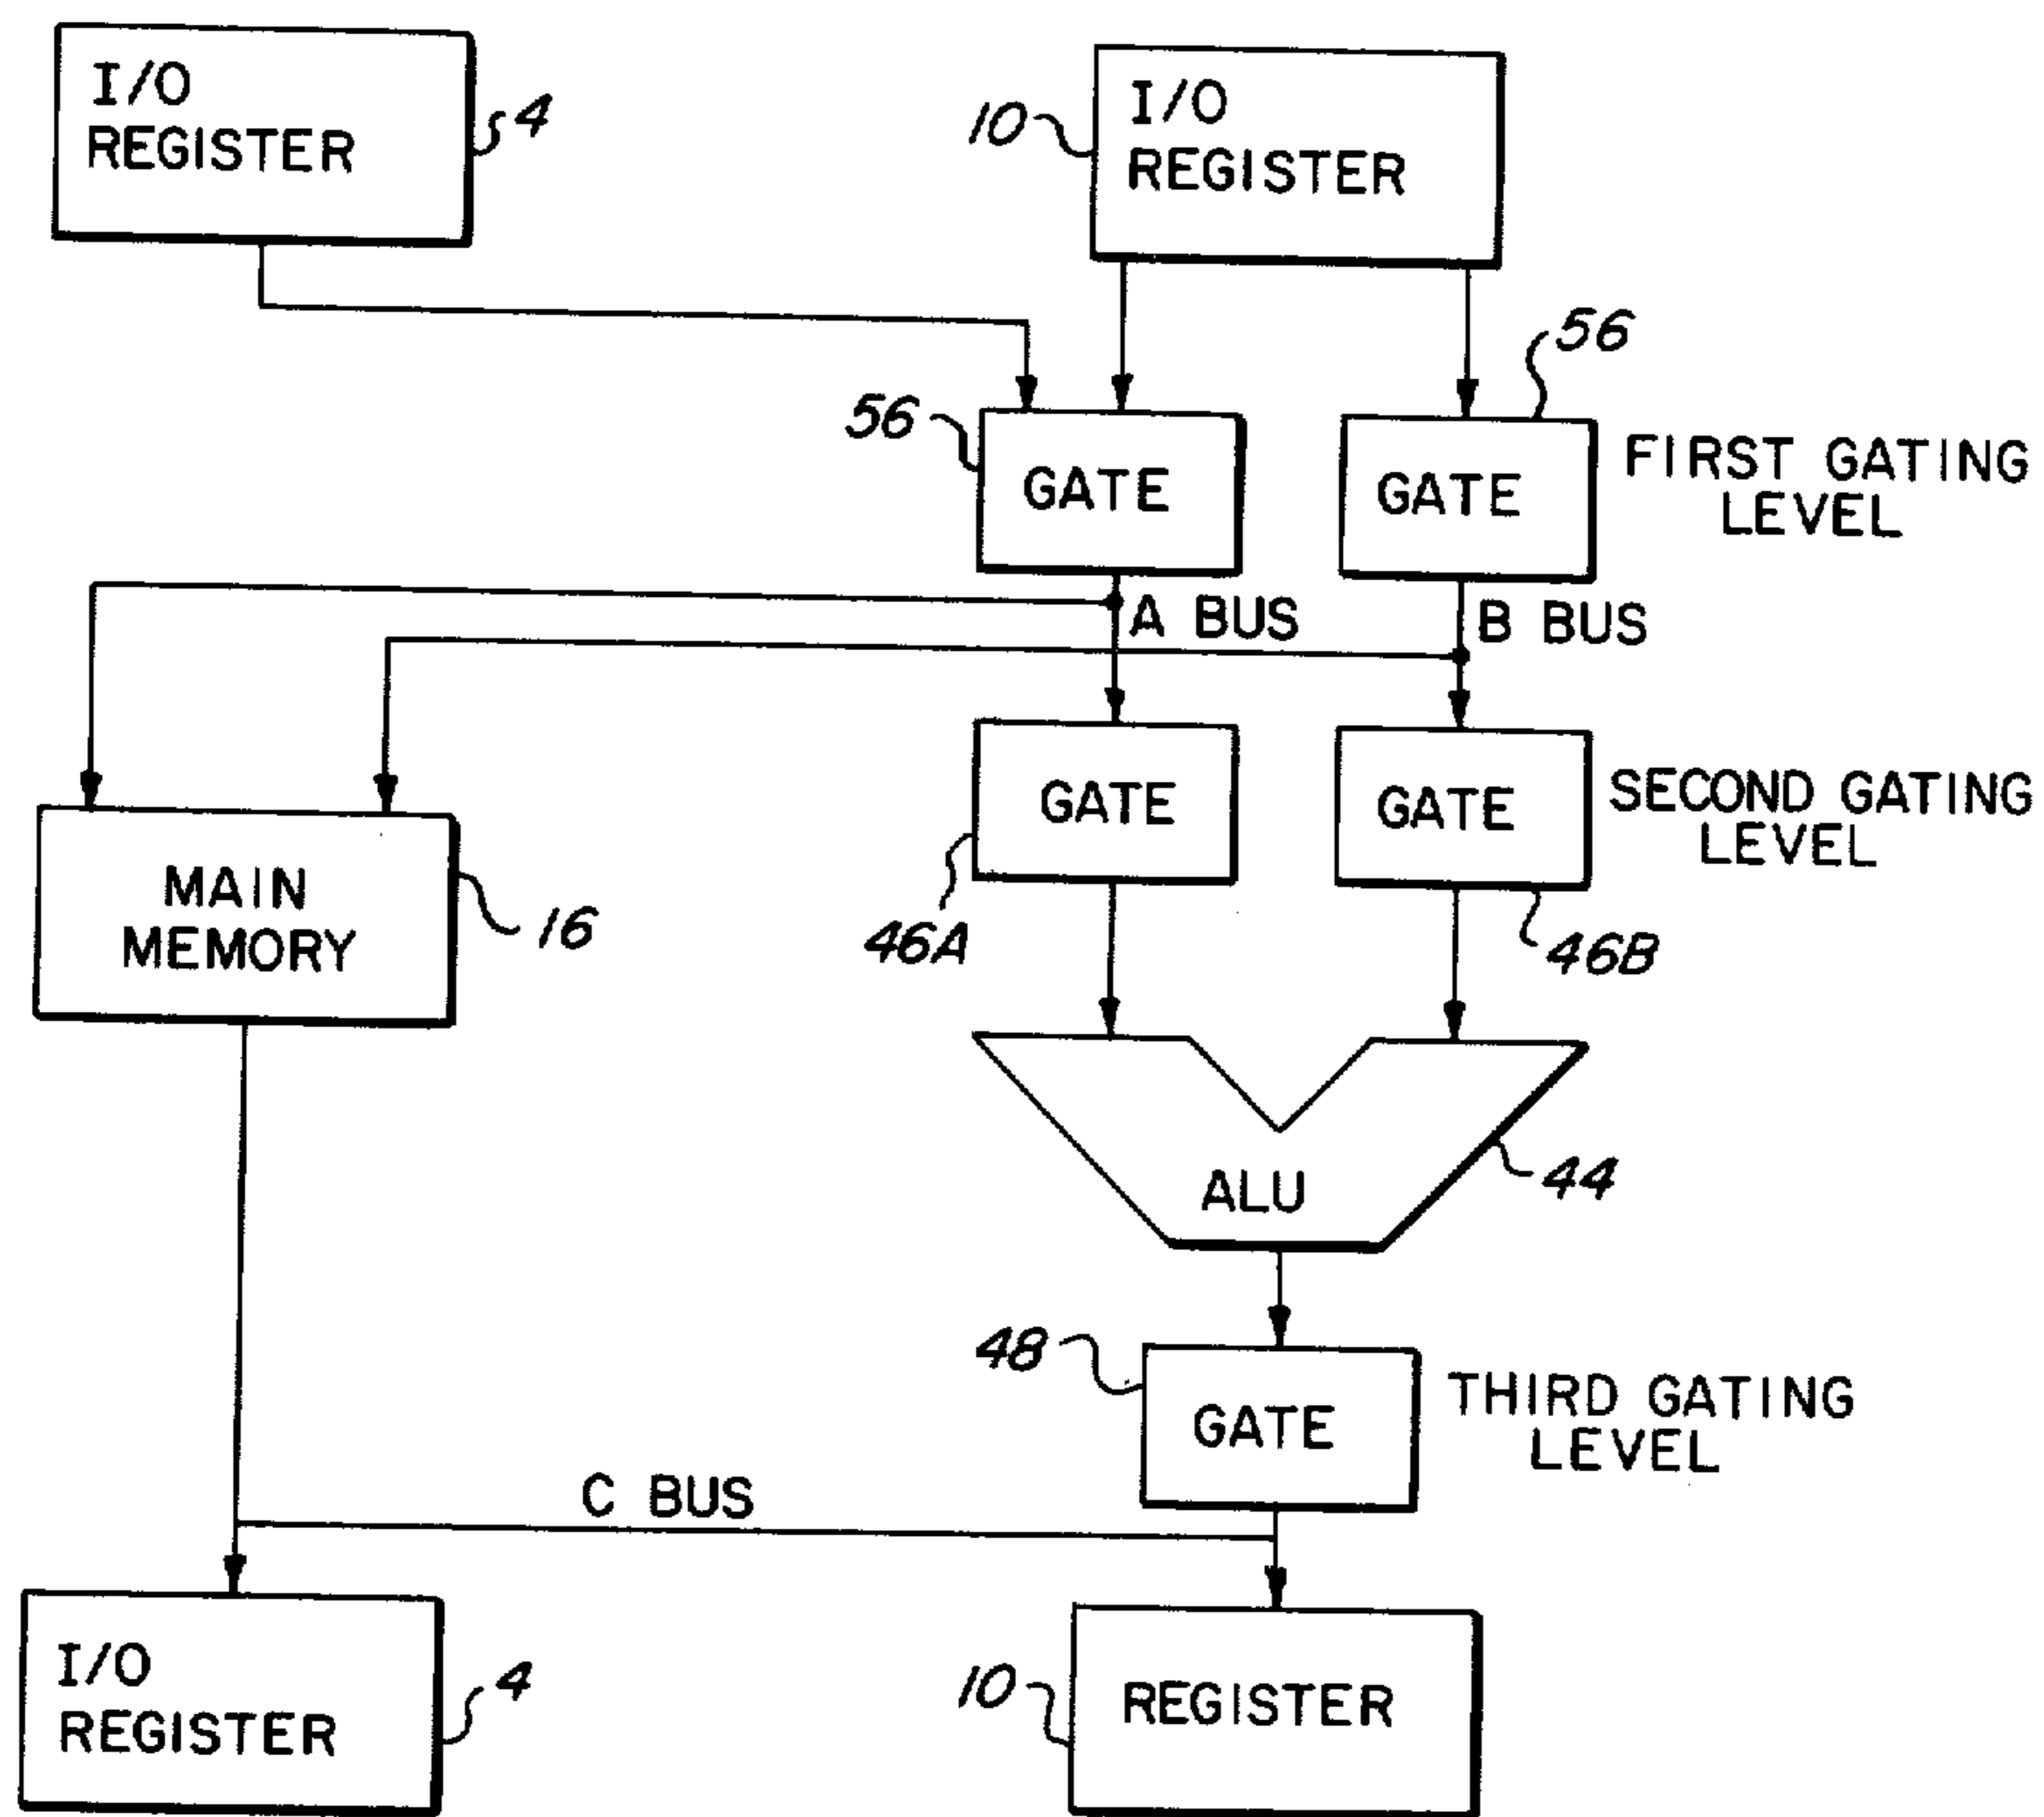 I/O
REGISTER
4
10
I/O
REGISTER
56
56
GATE
GATE
FIRST GATING
LEVEL
A BUS
B BUS
GATE
GATE
SECOND GATING
LEVEL
MAIN
MEMORY
16
46A
46B
ALU
44
48
GATE
THIRD GATING
LEVEL
C BUS
I/O
REGISTER
4
10
REGISTER